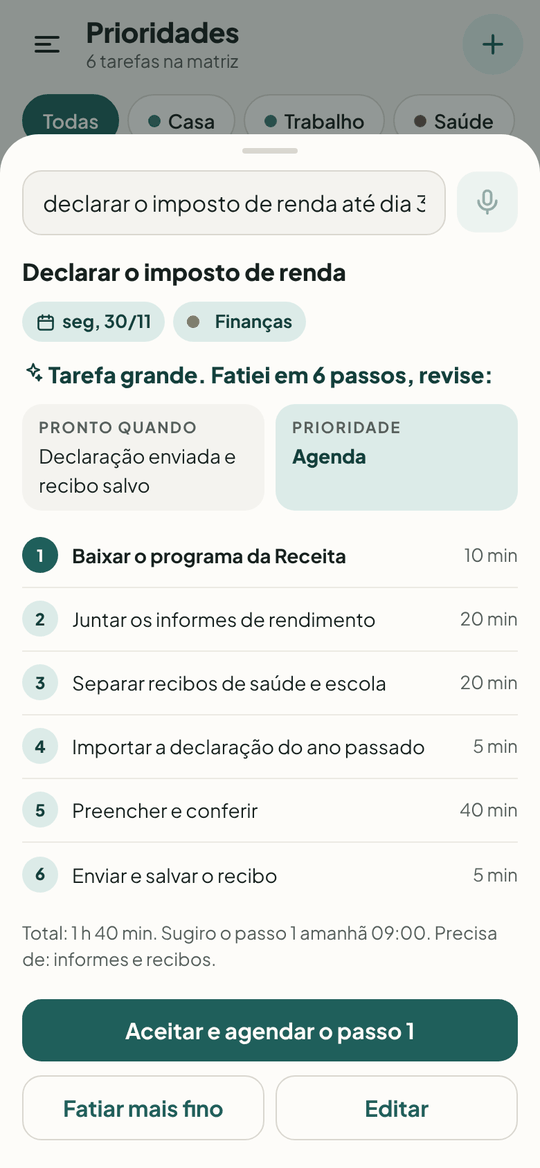 Prioridades
6 tarefas na matriz
Todas
Casa
Trabalho
Saúde
declarar o imposto de renda até dia
Declarar o imposto de renda
seg, 30/11
Finanças
Tarefa grande. Fatiei em 6 passos, revise:
PRONTO QUANDO
Declaração enviada e
recibo salvo
PRIORIDADE
Agenda
1 Baixar o programa da Receita 10 min
2 Juntar os informes de rendimento 20 min
3 Separar recibos de saúde e escola 20 min
4 Importar a declaração do ano passado 5 min
5 Preencher e conferir 40 min
6 Enviar e salvar o recibo 5 min
Total: 1 h 40 min. Sugiro o passo 1 amanhã 09:00. Precisa
de: informes e recibos.
Aceitar e agendar o passo 1
Fatiar mais fino
Editar